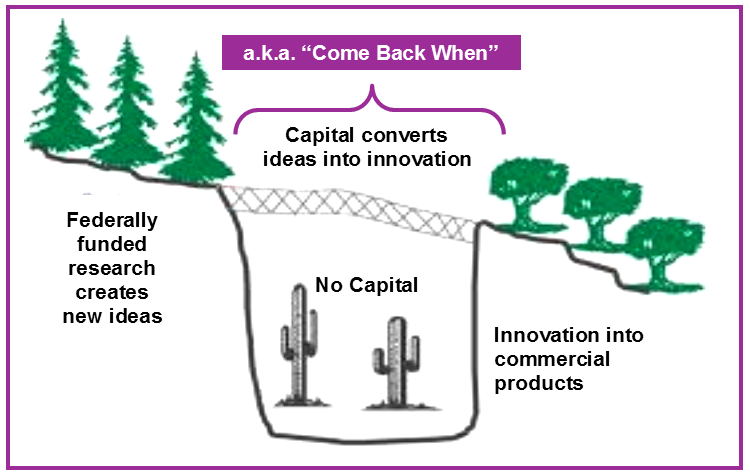 a.k.a. “Come Back When”
Capital converts
ideas into innovation
Federally
funded
research
creates
new ideas
No Capital
Innovation into
commercial
products